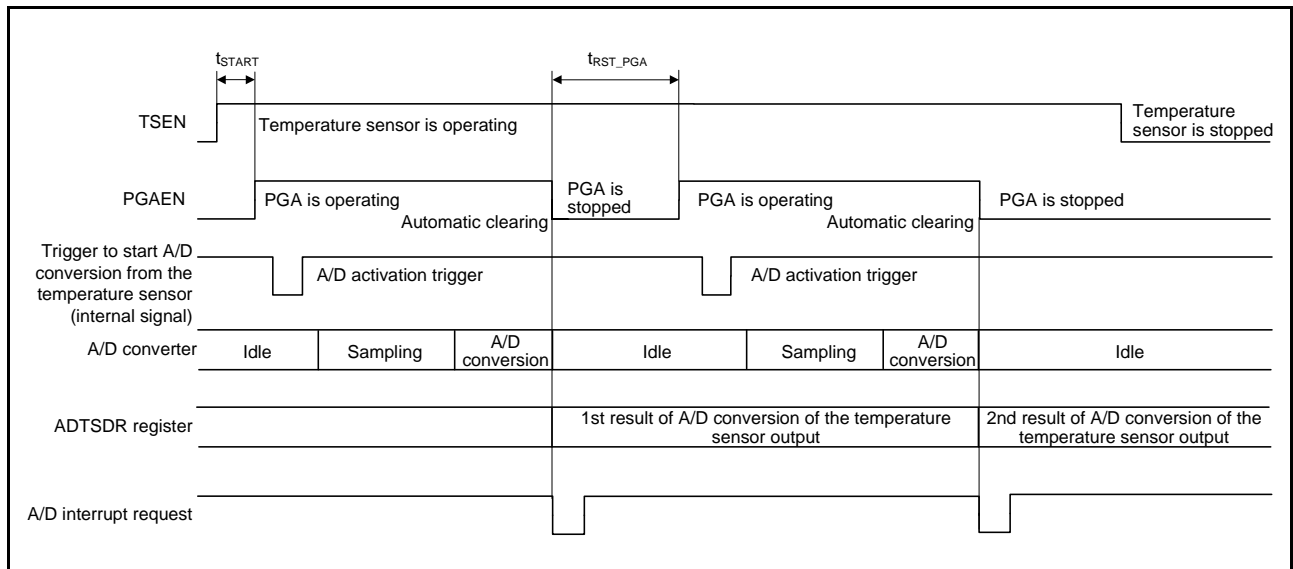 tSTART
tRST_PGA
TSEN
Temperature sensor is operating
Temperature
sensor is stopped
PGAEN
PGA is operating
Automatic clearing
PGA is
stopped
PGA is operating
Automatic clearing
PGA is stopped
Trigger to start A/D
conversion from the
temperature sensor
(internal signal)
A/D activation trigger
A/D activation trigger
A/D converter
Idle
Sampling
A/D
conversion
Idle
Sampling
A/D
conversion
Idle
ADTSDR register
1st result of A/D conversion of the temperature
sensor output
2nd result of A/D conversion of the
temperature sensor output
A/D interrupt request